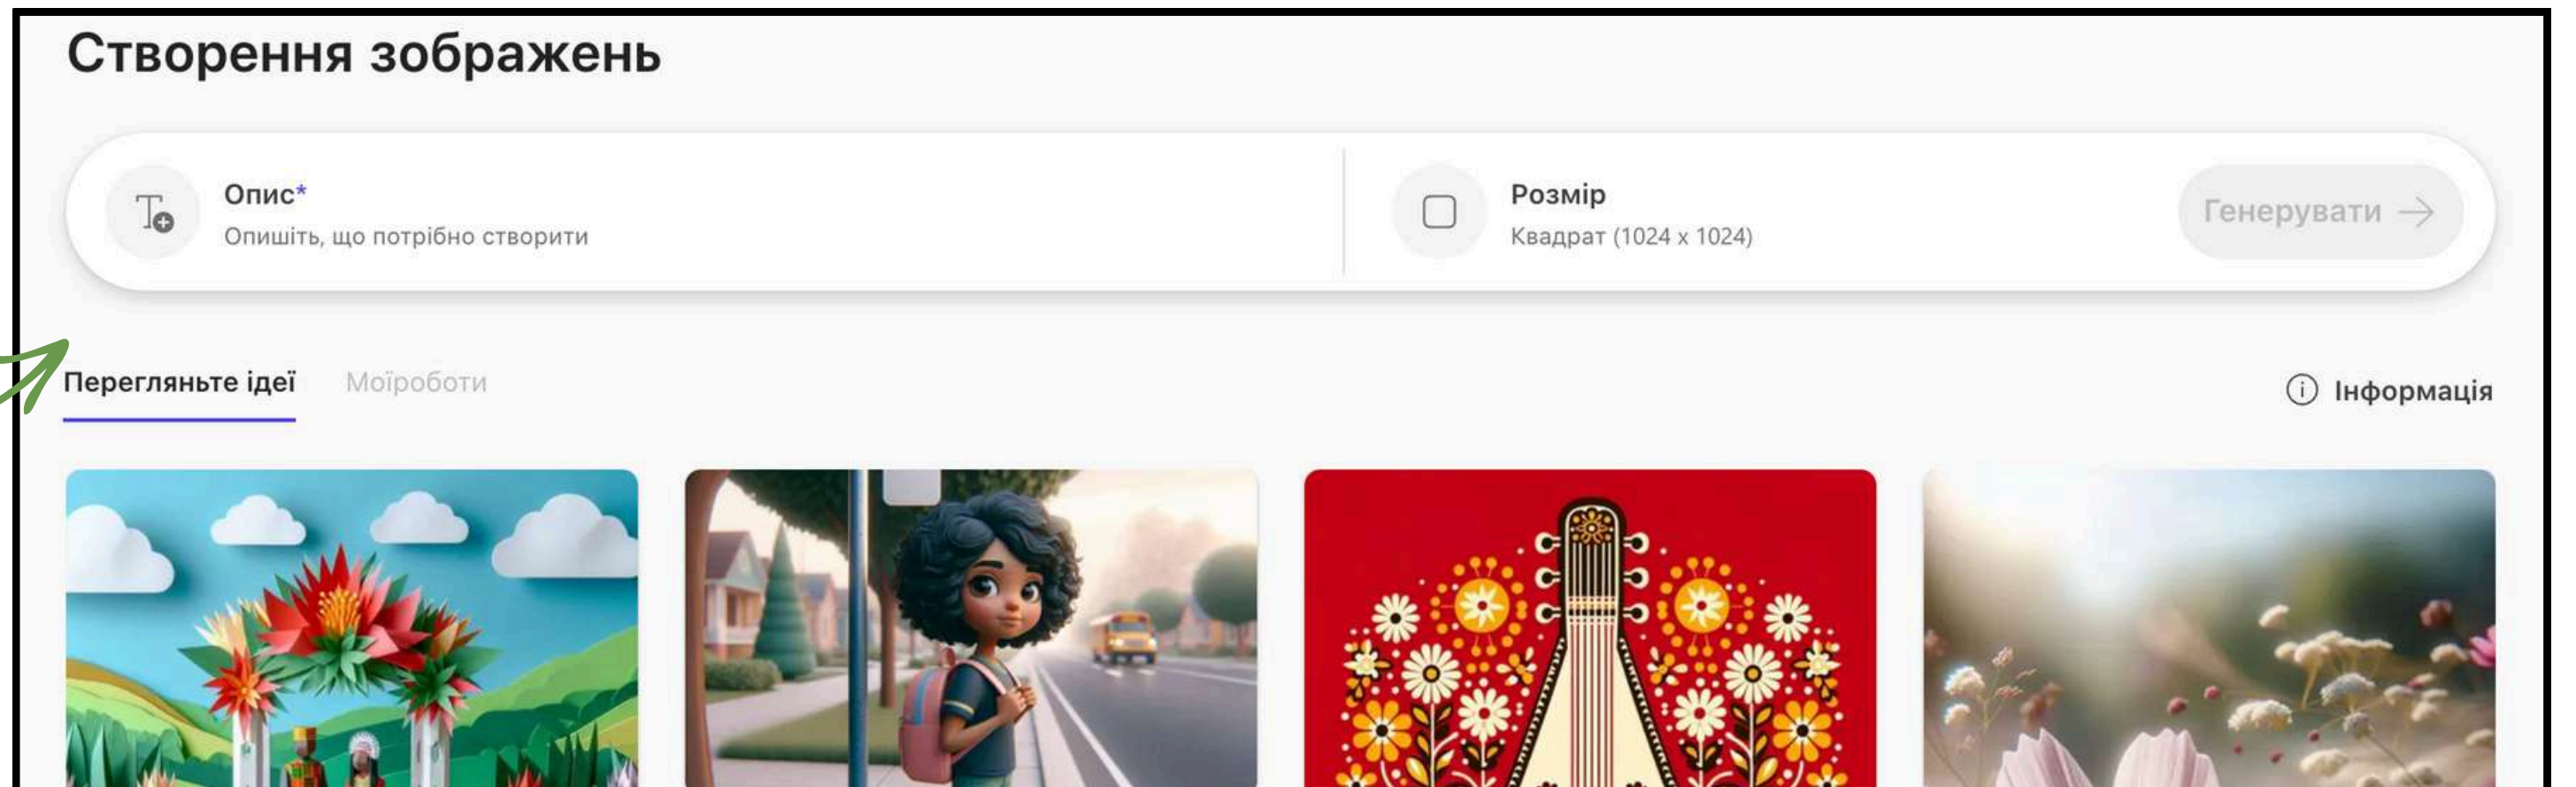 Створення зображень
Опис*
Опишіть, що потрібно створити
Розмір
Квадрат (1024 x 1024)
Генерувати
Перегляньте ідеї
Моїроботи
Інформація